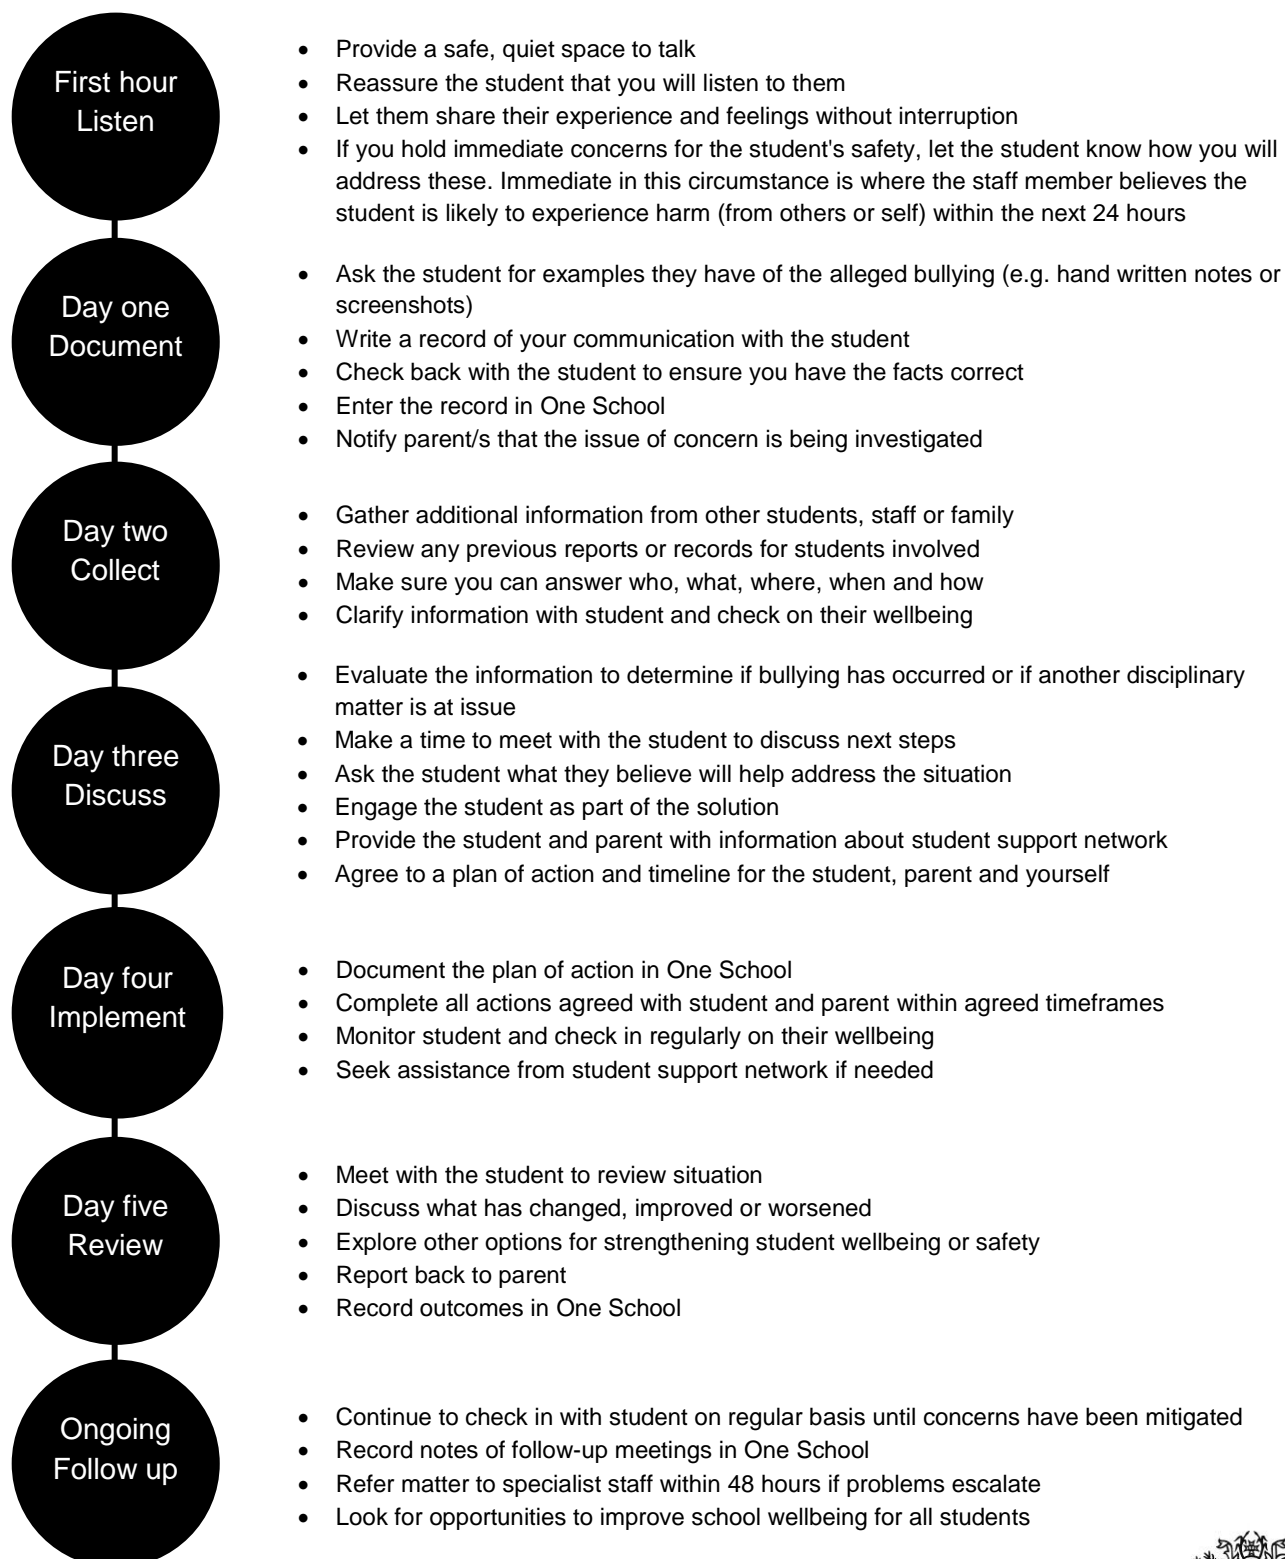 First hour
Listen
• Provide a safe, quiet space to talk
• Reassure the student that you will listen to them
• Let them share their experience and feelings without interruption
• If you hold immediate concerns for the student's safety, let the student know how you will
address these. Immediate in this circumstance is where the staff member believes the
student is likely to experience harm (from others or self) within the next 24 hours
Day one
Document
• Ask the student for examples they have of the alleged bullying (e.g. hand written notes or
screenshots)
• Write a record of your communication with the student
• Check back with the student to ensure you have the facts correct
• Enter the record in One School
• Notify parent/s that the issue of concern is being investigated
Day two
Collect
• Gather additional information from other students, staff or family
• Review any previous reports or records for students involved
• Make sure you can answer who, what, where, when and how
• Clarify information with student and check on their wellbeing
Day three
Discuss
• Evaluate the information to determine if bullying has occurred or if another disciplinary
matter is at issue
• Make a time to meet with the student to discuss next steps
• Ask the student what they believe will help address the situation
• Engage the student as part of the solution
• Provide the student and parent with information about student support network
• Agree to a plan of action and timeline for the student, parent and yourself
Day four
Implement
• Document the plan of action in One School
• Complete all actions agreed with student and parent within agreed timeframes
• Monitor student and check in regularly on their wellbeing
• Seek assistance from student support network if needed
Day five
Review
• Meet with the student to review situation
• Discuss what has changed, improved or worsened
• Explore other options for strengthening student wellbeing or safety
• Report back to parent
• Record outcomes in One School
Ongoing
Follow up
• Continue to check in with student on regular basis until concerns have been mitigated
• Record notes of follow-up meetings in One School
• Refer matter to specialist staff within 48 hours if problems escalate
• Look for opportunities to improve school wellbeing for all students